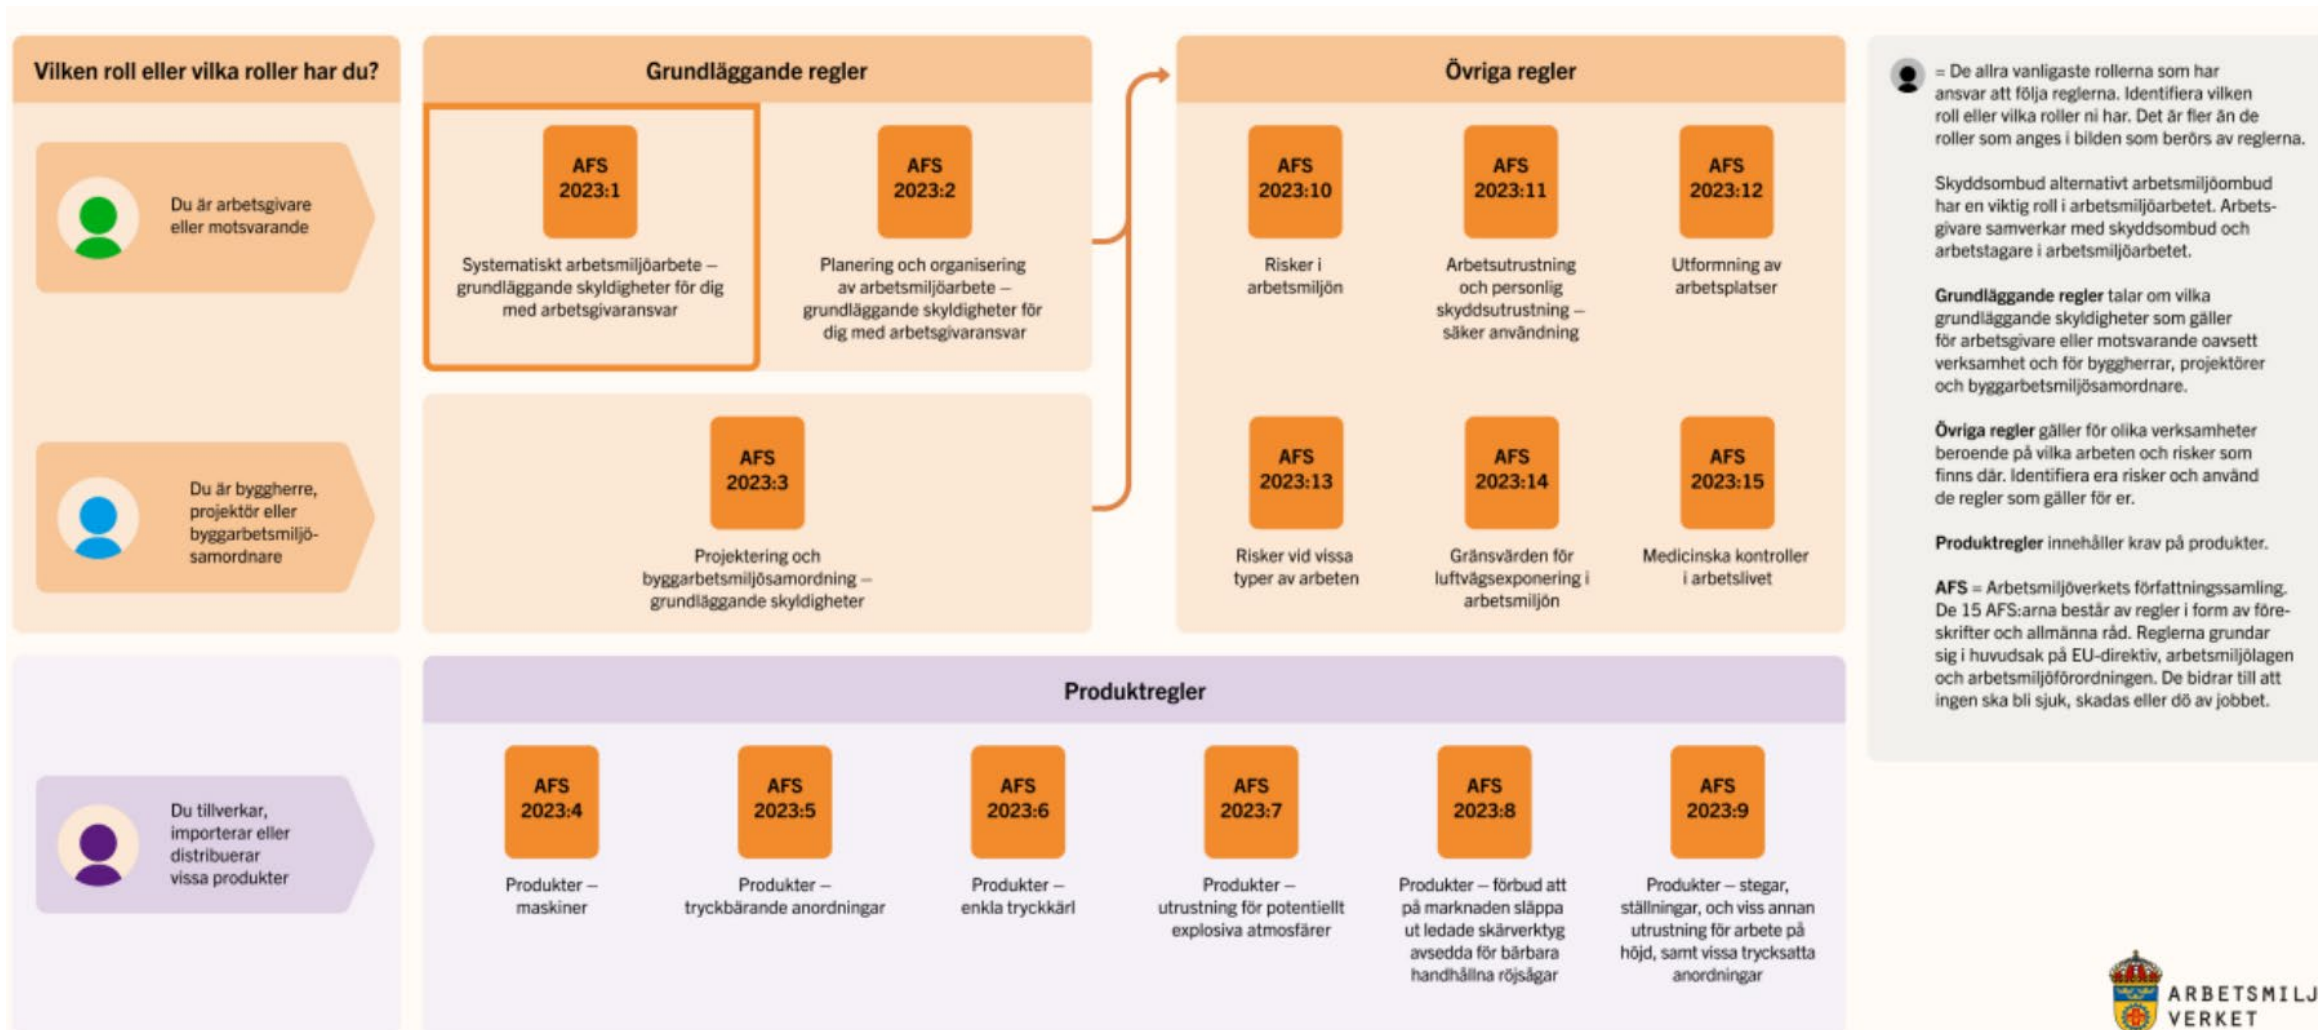 Vilken roll eller vilka roller har du?
Du är arbetsgivare
eller motsvarande
Du är byggherre,
projektör eller
byggarbetsmiljö-
samordnare
Grundläggande regler
AFS
2023:1
Systematiskt arbetsmiljöarbete –
grundläggande skyldigheter för dig
med arbetsgivaransvar
AFS
2023:2
Planering och organisering
av arbetsmiljöarbete –
grundläggande skyldigheter för
dig med arbetsgivaransvar
AFS
2023:3
Projektering och
byggarbetsmiljösamordning –
grundläggande skyldigheter
Övriga regler
AFS
2023:10
Risker i
arbetsmiljön
AFS
2023:11
Arbetsutrustning
och personlig
skyddsutrustning –
säker användning
AFS
2023:12
Utformning av
arbetsplatser
AFS
2023:13
Risker vid vissa
typer av arbeten
AFS
2023:14
Gränsvärden för
luftvägsexponering i
arbetsmiljön
AFS
2023:15
Medicinska kontroller
i arbetslivet
Du tillverkar,
importerar eller
distribuerar
vissa produkter
Produktregler
AFS
2023:4
Produkter –
maskiner
AFS
2023:5
Produkter –
tryckbärande anordningar
AFS
2023:6
Produkter –
enkla tryckkärl
AFS
2023:7
Produkter –
utrustning för potentiellt
explosiva atmosfärer
AFS
2023:8
Produkter – förbud att
på marknaden släppa
ut ledade skärverktyg
avsedda för bärbara
handhållna röjsågar
AFS
2023:9
Produkter – stegar,
ställningar, och viss annan
utrustning för arbete på
höjd, samt vissa trycksatta
anordningar
= De allra vanligaste rollerna som har
ansvar att följa reglerna. Identifiera vilken
roll eller vilka roller ni har. Det är fler än de
roller som anges i bilden som berörs av reglerna.
Skyddsombud alternativt arbetsmiljöombud
har en viktig roll i arbetsmiljöarbetet. Arbets-
givare samverkar med skyddsombud och
arbetstagare i arbetsmiljöarbetet.
Grundläggande regler talar om vilka
grundläggande skyldigheter som gäller
för arbetsgivare eller motsvarande oavsett
verksamhet och för byggherrar, projektörer
och byggarbetsmiljösamordnare.
Övriga regler gäller för olika verksamheter
beroende på vilka arbeten och risker som
finns där. Identifiera era risker och använd
de regler som gäller för er.
Produktregler innehåller krav på produkter.
AFS = Arbetsmiljöverkets författningssamling.
De 15 AFS:arna består av regler i form av före-
skrifter och allmänna råd. Reglerna grundar
sig i huvudsak på EU-direktiv, arbetsmiljölagen
och arbetsmiljöförordningen. De bidrar till att
ingen ska bli sjuk, skadas eller dö av jobbet.
ARBETSMILJ
VERKET